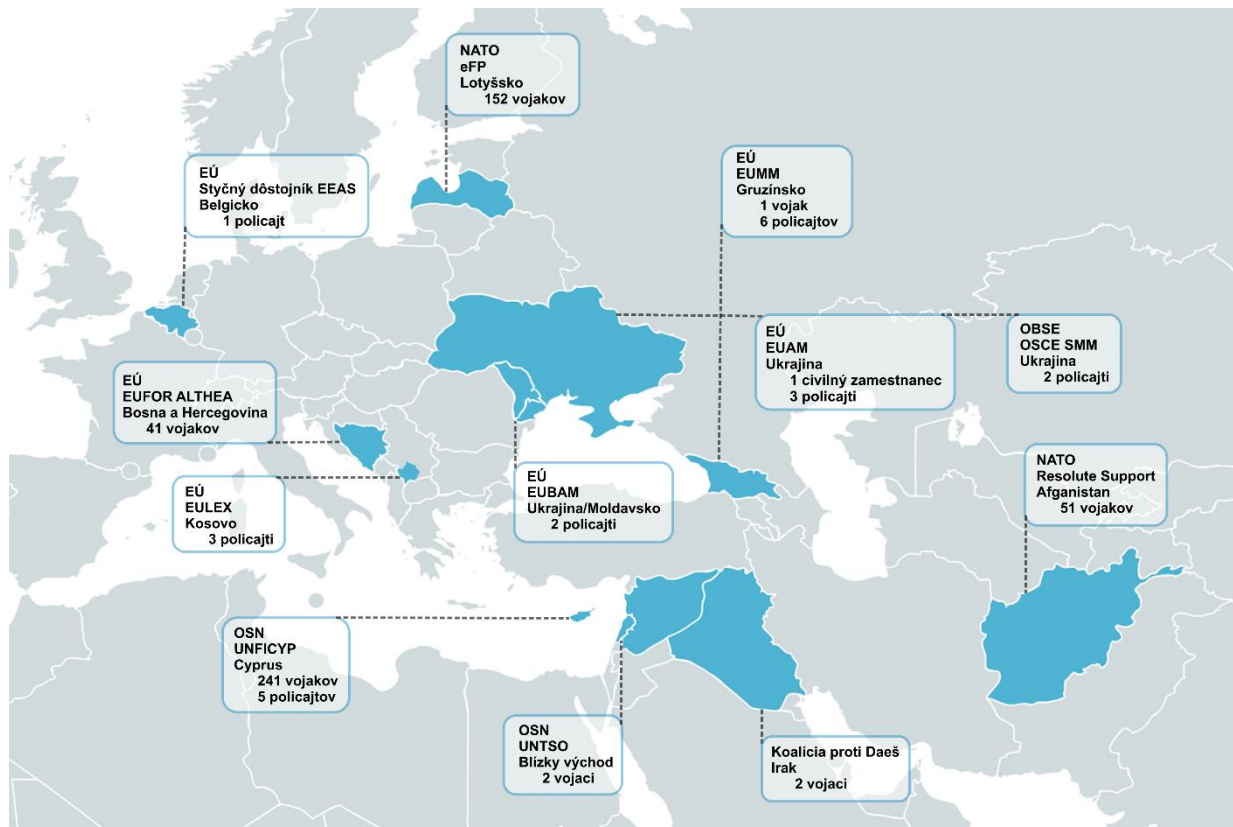 NATO
eFP
Lotyšsko
152 vojakov
EÚ
Styčný dôstojník EEAS
Belgicko
1 policajt
EÚ
EUMM
Gruzínsko
1 vojak
6 policajtov
EÚ
EUAM
Ukrajina
1 civilný zamestnanec
3 policajti
OBSE
OSCE SMM
Ukrajina
2 policajti
EÚ
EUFOR ALTHEA
Bosna a Hercegovina
41 vojakov
EÚ
EULEX
Kosovo
3 policajti
EÚ
EUBAM
Ukrajina/Moldavsko
2 policajti
NATO
Resolute Support
Afganistan
51 vojakov
OSN
UNFICYP
Cyprus
241 vojakov
5 policajtov
OSN
UNTSO
Blízky východ
2 vojaci
Koalícia proti Daeš
Irak
2 vojaci